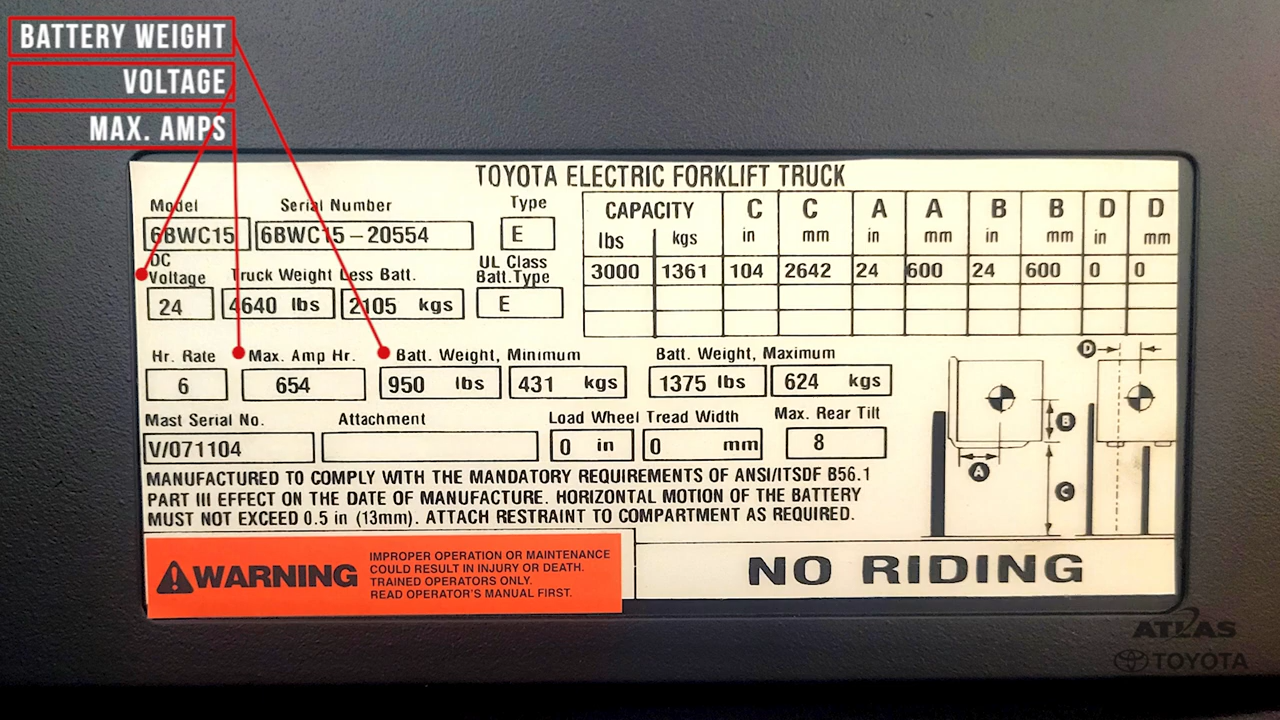 BATTERY WEIGHT
VOLTAGE
MAX. AMPS
TOYOTA ELECTRIC FORKLIFT TRUCK
Model Serial Number Type
6BWC15 6BWC15-20554 E
DC Voltage Truck Weight Less Batt. UL Class Batt. Type
24 4640 lbs 2105 kgs E
CAPACITY C C A A B B D D
lbs kgs in mm in mm in mm in mm
3000 1361 104 2642 24 600 24 600 0 0
Hr. Rate Max. Amp Hr. Batt. Weight, Minimum Batt. Weight, Maximum
6 654 950 lbs 431 kgs 1375 lbs 624 kgs
Mast Serial No. Attachment Load Wheel Tread Width Max. Rear Tilt
V/071104 0 in 0 mm 8
MANUFACTURED TO COMPLY WITH THE MANDATORY REQUIREMENTS OF ANSI/ITSDF B56.1
PART III EFFECT ON THE DATE OF MANUFACTURE. HORIZONTAL MOTION OF THE BATTERY
MUST NOT EXCEED 0.5 in (13mm). ATTACH RESTRAINT TO COMPARTMENT AS REQUIRED.
D
B
A
C
WARNING
IMPROPER OPERATION OR MAINTENANCE
COULD RESULT IN INJURY OR DEATH.
TRAINED OPERATORS ONLY.
READ OPERATOR'S MANUAL FIRST.
NO RIDING
ATLAS
TOYOTA